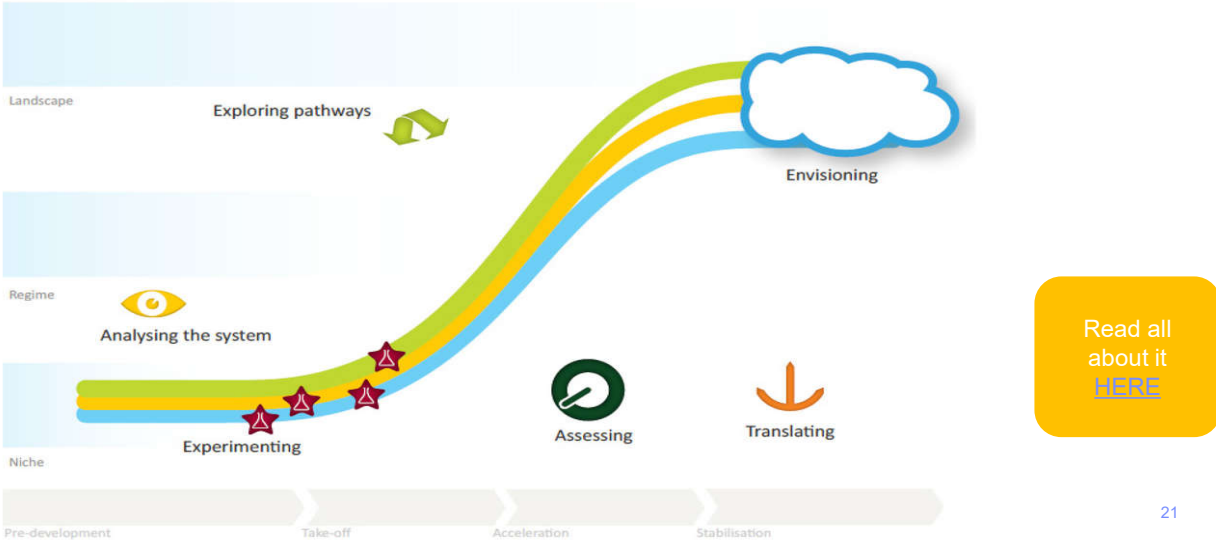 Landscape
Exploring pathways
Envisioning
Regime
Analysing the system
Read all
about it
HERE
Experimenting
Assessing
Translating
Niche
Pre-development
Take-off
Acceleration
Stabilisation
21